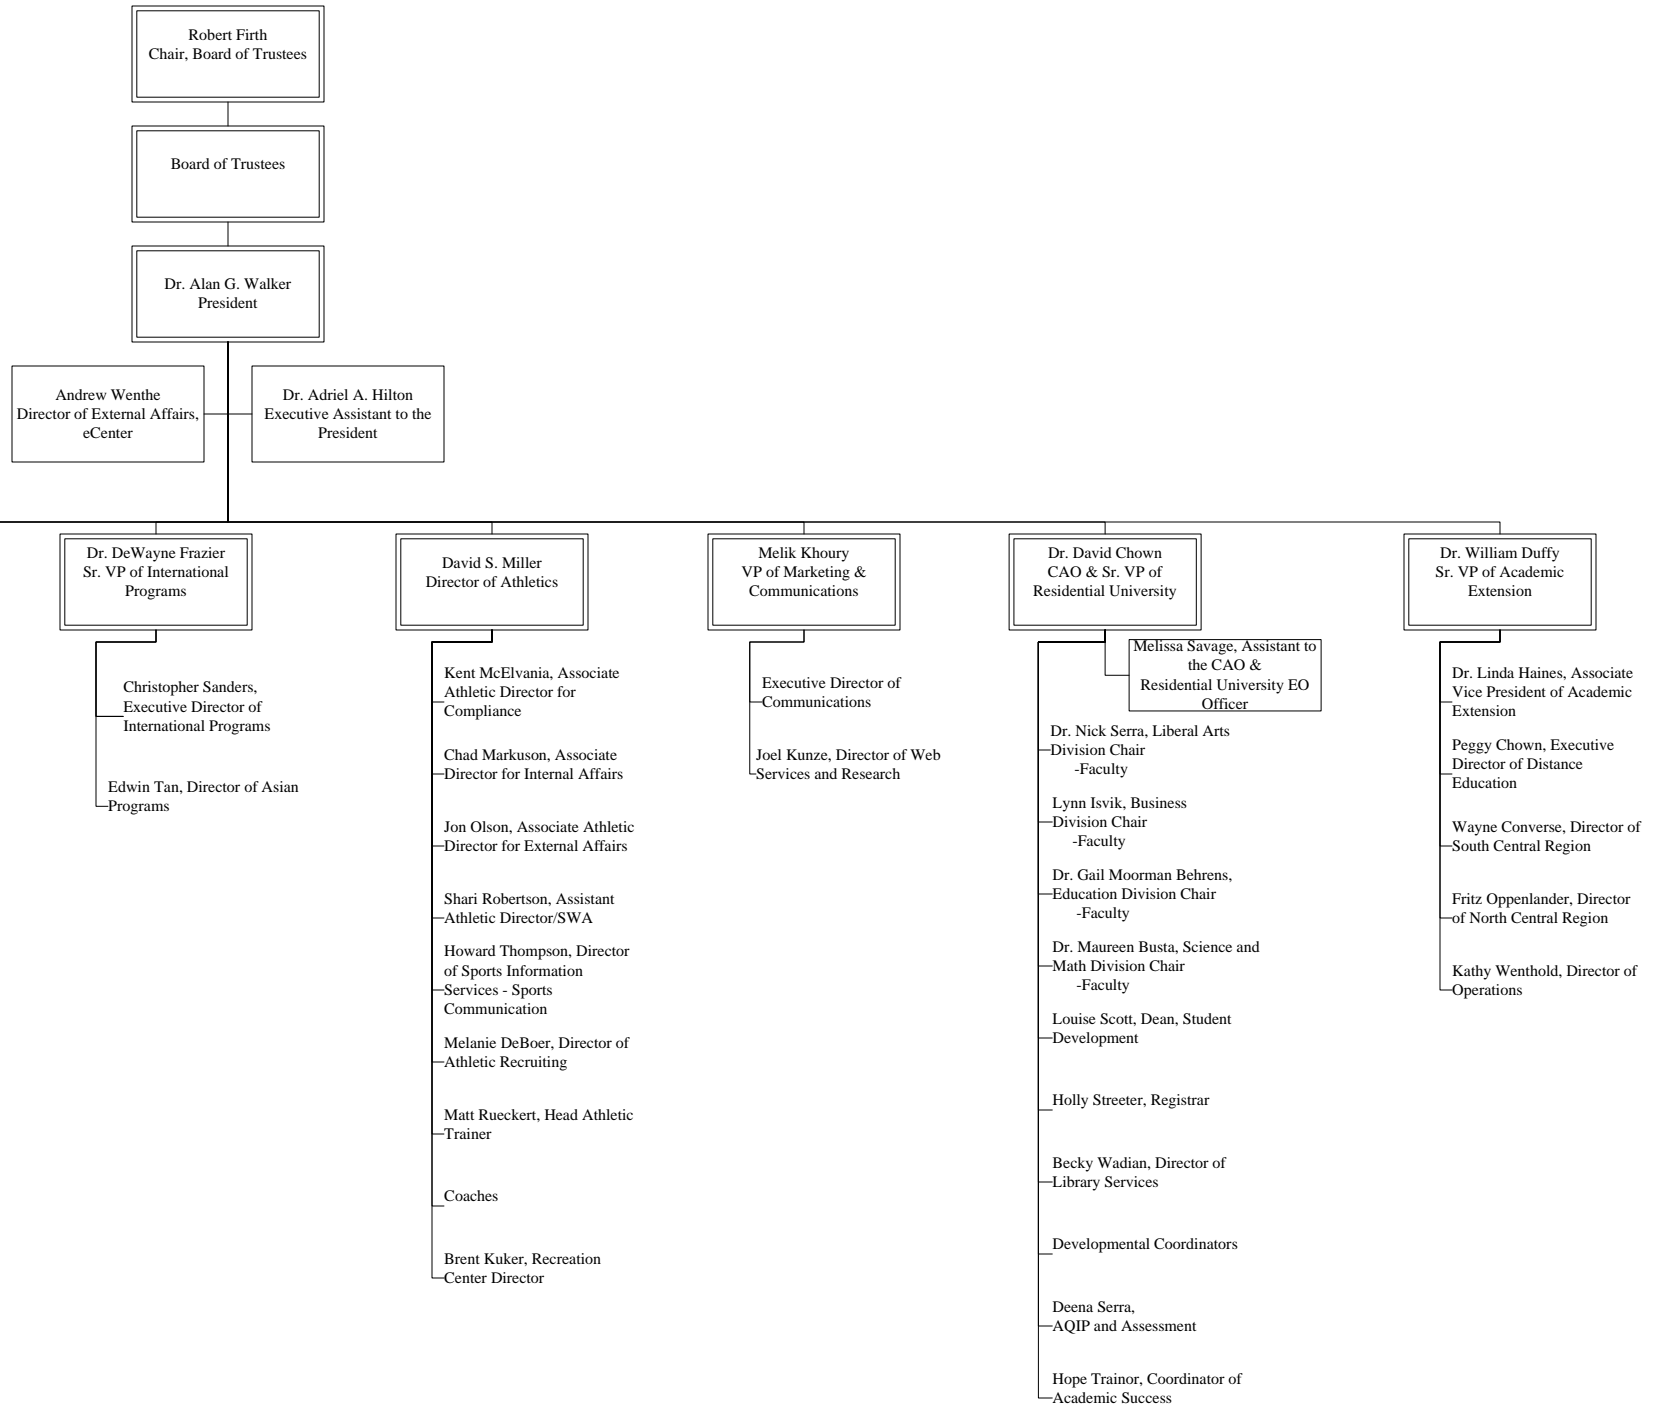 Robert Firth
Chair, Board of Trustees
Board of Trustees
Dr. Alan G. Walker
President
Andrew Wenthe
Director of External Affairs,
eCenter
Dr. Adriel A. Hilton
Executive Assistant to the
President
Dr. DeWayne Frazier
Sr. VP of International
Programs
Christopher Sanders,
Executive Director of
International Programs
Edwin Tan, Director of Asian
Programs
David S. Miller
Director of Athletics
Kent McElvania, Associate
Athletic Director for
Compliance
Chad Markuson, Associate
Director for Internal Affairs
Jon Olson, Associate Athletic
Director for External Affairs
Shari Robertson, Assistant
Athletic Director/SWA
Howard Thompson, Director
of Sports Information
Services - Sports
Communication
Melanie DeBoer, Director of
Athletic Recruiting
Matt Rueckert, Head Athletic
Trainer
Coaches
Brent Kuker, Recreation
Center Director
Melik Khoury
VP of Marketing &
Communications
Executive Director of
Communications
Joel Kunze, Director of Web
Services and Research
Dr. David Chown
CAO & Sr. VP of
Residential University
Melissa Savage, Assistant to
the CAO &
Residential University EO
Officer
Dr. Nick Serra, Liberal Arts
Division Chair
-Faculty
Lynn Isvik, Business
Division Chair
-Faculty
Dr. Gail Moorman Behrens,
Education Division Chair
-Faculty
Dr. Maureen Busta, Science and
Math Division Chair
-Faculty
Louise Scott, Dean, Student
Development
Holly Streeter, Registrar
Becky Wadian, Director of
Library Services
Developmental Coordinators
Deena Serra,
AQIP and Assessment
Hope Trainor, Coordinator of
Academic Success
Dr. William Duffy
Sr. VP of Academic
Extension
Dr. Linda Haines, Associate
Vice President of Academic
Extension
Peggy Chown, Executive
Director of Distance
Education
Wayne Converse, Director of
South Central Region
Fritz Oppenlander, Director
of North Central Region
Kathy Wenthold, Director of
Operations